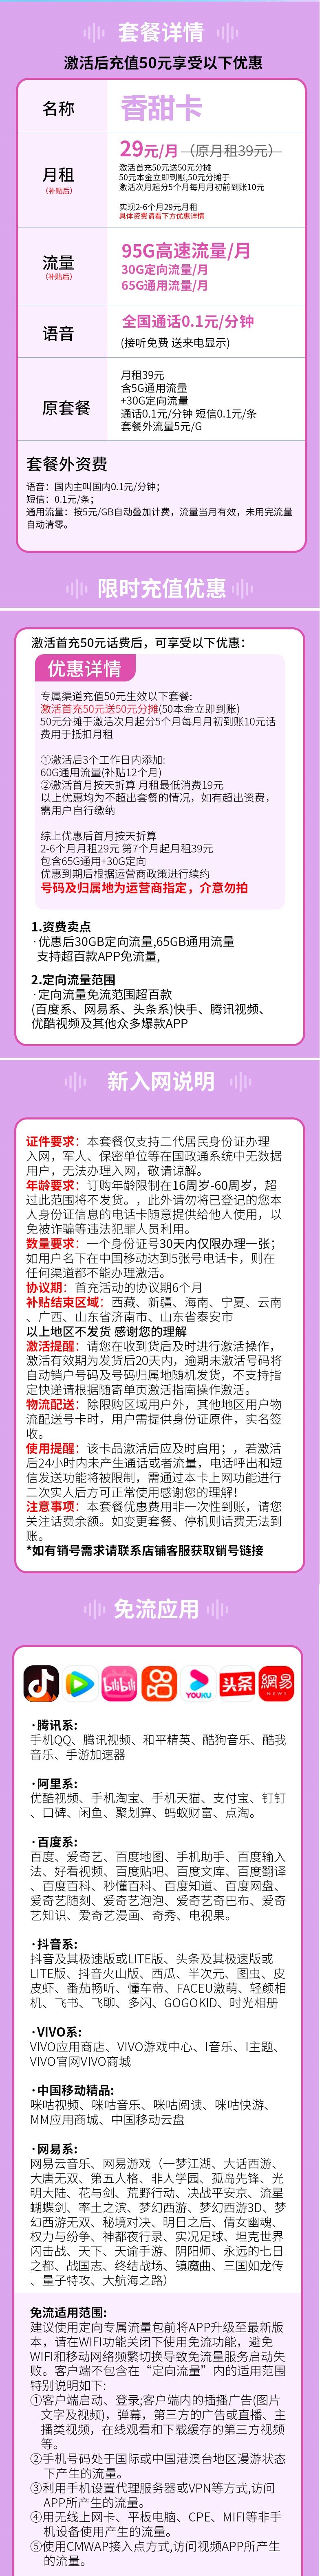 套餐详情
激活后充值50元享受以下优惠
名称
香甜卡
月租
（补贴后）
29元/月（原月租39元）
激活首充50元送50元分摊
50元本金立即到账,50元分摊于
激次月起分5个月每月月初前到账10元
实现2-6个月29元月租
具体资费请看下方优惠详情
流量
（补贴后）
95G高速流量/月
30G定向流量/月
65G通用流量/月
语音
全国通话0.1元/分钟
(接听免费 送来电显示)
原套餐
月租39元
含5G通用流量
+30G定向流量
通话0.1元/分钟 短信0.1元/条
套餐外流量5元/G
套餐外资费
语音：国内主叫国内0.1元/分钟；
短信：0.1元/条；
通用流量：按5元/GB自动叠加计费，流量当月有效，未用完流量
自动清零。
限时充值优惠
激活首充50元话费后，可享受以下优惠：
优惠详情
专属渠道充值50元生效以下套餐:
激活首充50元送50元分摊(50本金立即到账)
50元分摊于激活次月起分5个月每月月初到账10元话
费用于抵扣月租
①激活后3个工作日内添加:
60G通用流量(补贴12个月)
②激活首月按天折算 月租最低消费19元
以上优惠均为不超出套餐的情况，如有超出资费，
需用户自行缴纳
综上优惠后首月按天折算
2-6个月月租29元 第7个月起月租39元
包含65G通用+30G定向
优惠到期后根据运营商政策进行续约
号码及归属地为运营商指定，介意勿拍
1.资费卖点
·优惠后30GB定向流量,65GB通用流量
支持超百款APP免流量,
2.定向流量范围
·定向流量免流范围超百款
(百度系、网易系、头条系)快手、腾讯视频、
优酷视频及其他众多爆款APP
新入网说明
证件要求：本套餐仅支持二代居民身份证办理
入网，军人、保密单位等在国政通系统中无数据
用户，无法办理入网，敬请谅解。
年龄要求：订购年龄限制在16周岁-60周岁，超
过此范围将不发货。，此外请勿将已登记的您本
人身份证信息的电话卡随意提供给他人使用，以
免被诈骗等违法犯罪人员利用。
数量要求：一个身份证号30天内仅限办理一张；
如用户名下在中国移动达到5张号电话卡，则在
任何渠道都不能办理激活。
协议期：首充活动的协议期6个月
补贴结束区域：西藏、新疆、海南、宁夏、云南
、广西、山东省济南市、山东省泰安市
以上地区不发货 感谢您的理解
激活提醒：请您在收到货后及时进行激活操作，
激活有效期为发货后20天内，逾期未激活号码将
自动销户号码及号码归属地随机发货，不支持指
定快递请根据随寄单页激活指南操作激活。
物流配送：除限购区域用户外，其他地区用户物
流配送号卡时，用户需提供身份证原件，实名签
收。
使用提醒：该卡品激活后应及时启用；，若激活
后24小时内未产生通话或者流量，电话呼出和短
信发送功能将被限制，需通过本卡上网功能进行
二次实人后方可正常使用感谢您的理解！
注意事项：本套餐优惠费用非一次性到账，请您
关注话费余额。如变更套餐、停机则话费无法到
账。
*如有销号需求请联系店铺客服获取销号链接
免流应用
bilibili
YOUKU
头条
網易
NEWS
·腾讯系:
手机QQ、腾讯视频、和平精英、酷狗音乐、酷我
音乐、手游加速器
·阿里系:
优酷视频、手机淘宝、手机天猫、支付宝、钉钉
、口碑、闲鱼、聚划算、蚂蚁财富、点淘。
·百度系:
百度、爱奇艺、百度地图、手机助手、百度输入
法、好看视频、百度贴吧、百度文库、百度翻译
、百度百科、秒懂百科、百度知道、百度网盘、
爱奇艺随刻、爱奇艺泡泡、爱奇艺奇巴布、爱奇
艺知识、爱奇艺漫画、奇秀、电视果。
·抖音系:
抖音及其极速版或LITE版、头条及其极速版或
LITE版、抖音火山版、西瓜、半次元、图虫、皮
皮虾、番茄畅听、懂车帝、FACEU激萌、轻颜相
机、飞书、飞聊、多闪、GOGOKID、时光相册
·VIVO系:
VIVO应用商店、VIVO游戏中心、I音乐、I主题、
VIVO官网VIVO商城
·中国移动精品:
咪咕视频、咪咕音乐、咪咕阅读、咪咕快游、
MM应用商城、中国移动云盘
·网易系:
网易云音乐、网易游戏（一梦江湖、大话西游、
大唐无双、第五人格、非人学园、孤岛先锋、光
明大陆、花与剑、荒野行动、决战平安京、流星
蝴蝶剑、率土之滨、梦幻西游、梦幻西游3D、梦
幻西游无双、秘境对决、明日之后、倩女幽魂、
权力与纷争、神都夜行录、实况足球、坦克世界
闪击战、天下、天谕手游、阴阳师、永远的七日
之都、战国志、终结战场、镇魔曲、三国如龙传
、量子特攻、大航海之路）
免流适用范围:
建议使用定向专属流量包前将APP升级至最新版
本，请在WIFI功能关闭下使用免流功能，避免
WIFI和移动网络频繁切换导致免流量服务启动失
败。客户端不包含在“定向流量”内的适用范围
特别说明如下:
①客户端启动、登录;客户端内的插播广告(图片
文字及视频)，弹幕，第三方的广告或直播、主
播类视频，在线观看和下载缓存的第三方视频
等。
②手机号码处于国际或中国港澳台地区漫游状态
下产生的流量。
③利用手机设置代理服务器或VPN等方式,访问
APP所产生的流量。
④用无线上网卡、平板电脑、CPE、MIFI等非手
机设备使用产生的流量。
⑤使用CMWAP接入点方式,访问视频APP所产生
的流量。